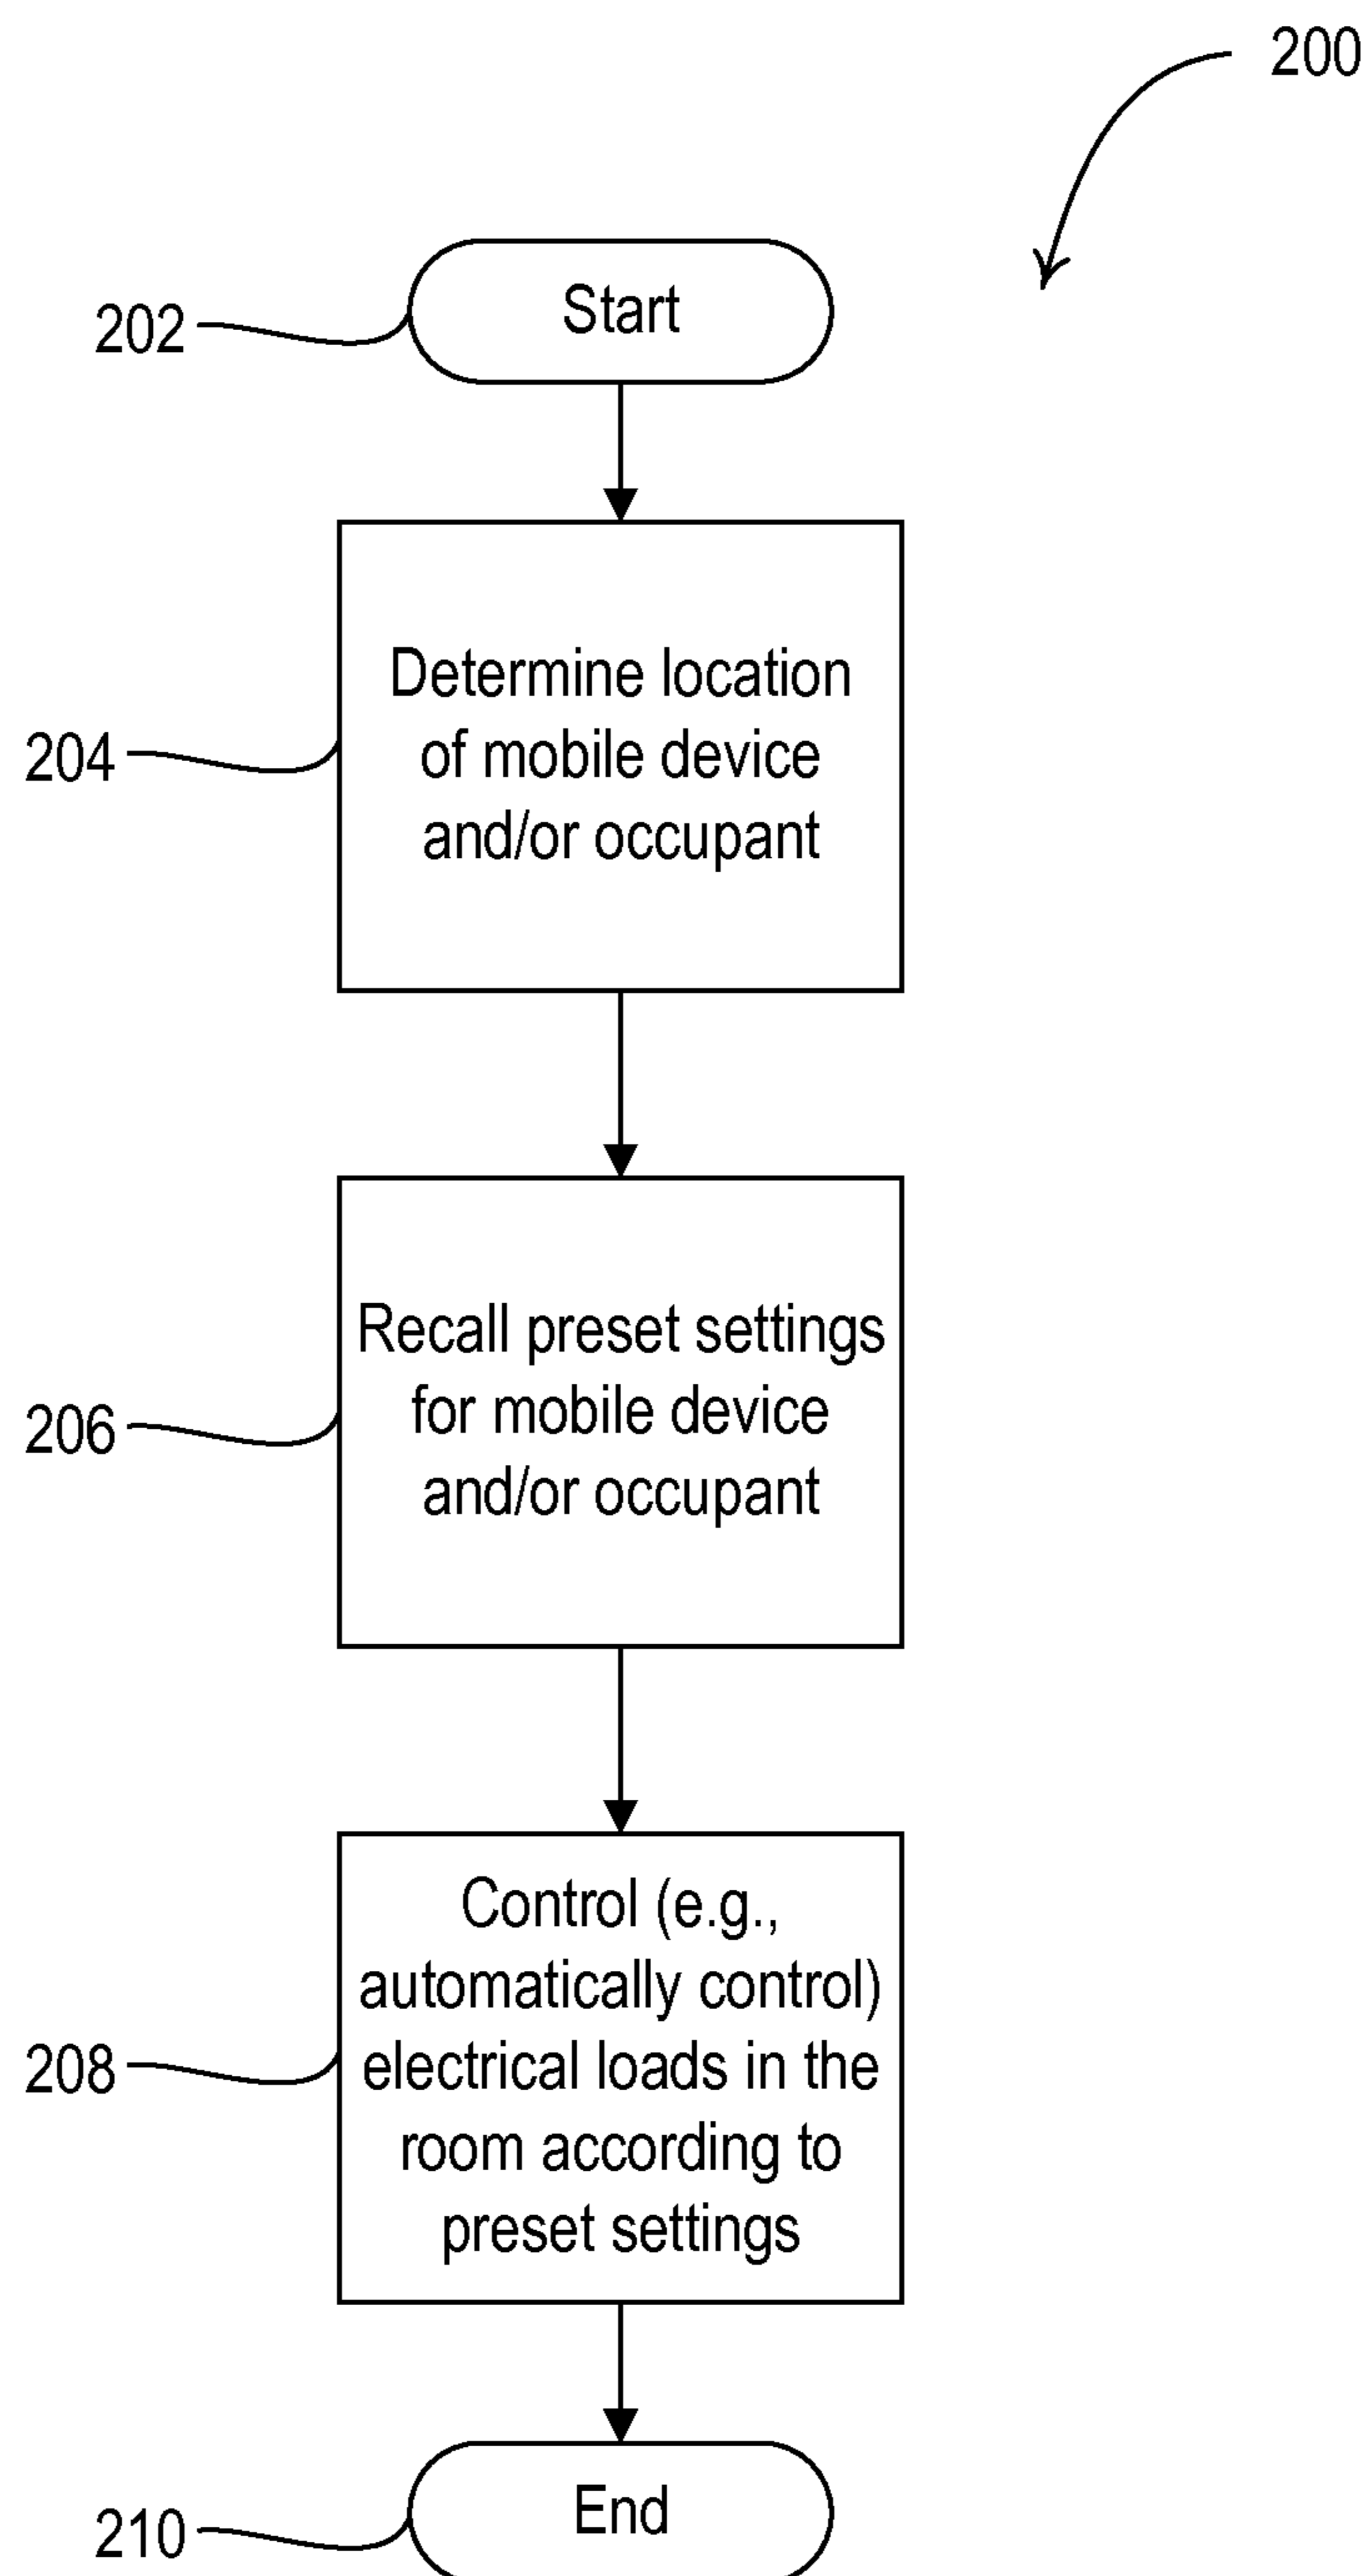 200
Start
202
Determine location
of mobile device
and/or occupant
204
Recall preset settings
for mobile device
and/or occupant
206
Control (e.g.,
automatically control)
electrical loads in the
room according to
preset settings
208
End
210